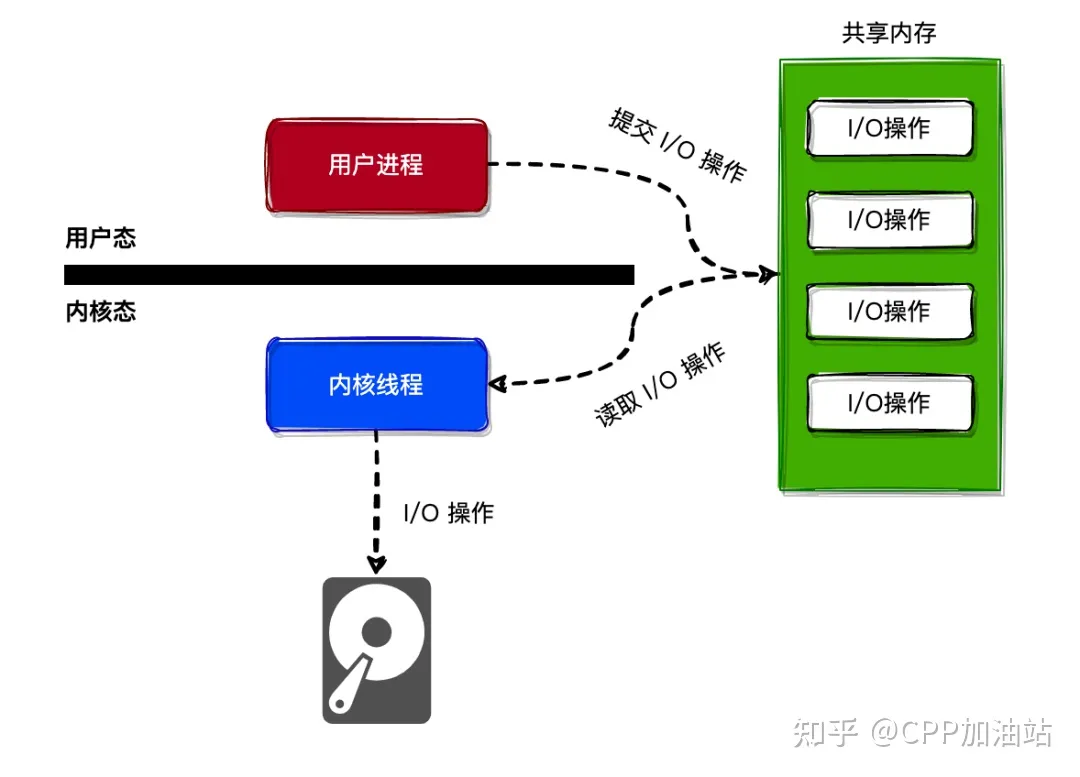 共享内存
I/O操作
提交 I/O 操作
用户进程
I/O操作
用户态
内核态
I/O操作
读取 I/O 操作
内核线程
I/O操作
I/O 操作
知乎 @CPP加油站